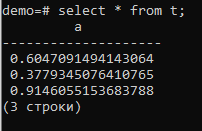 demo=# select * from t;
a
--------------------
0.6047091494143064
0.3779345076410765
0.9146055153683788
(3 строки)